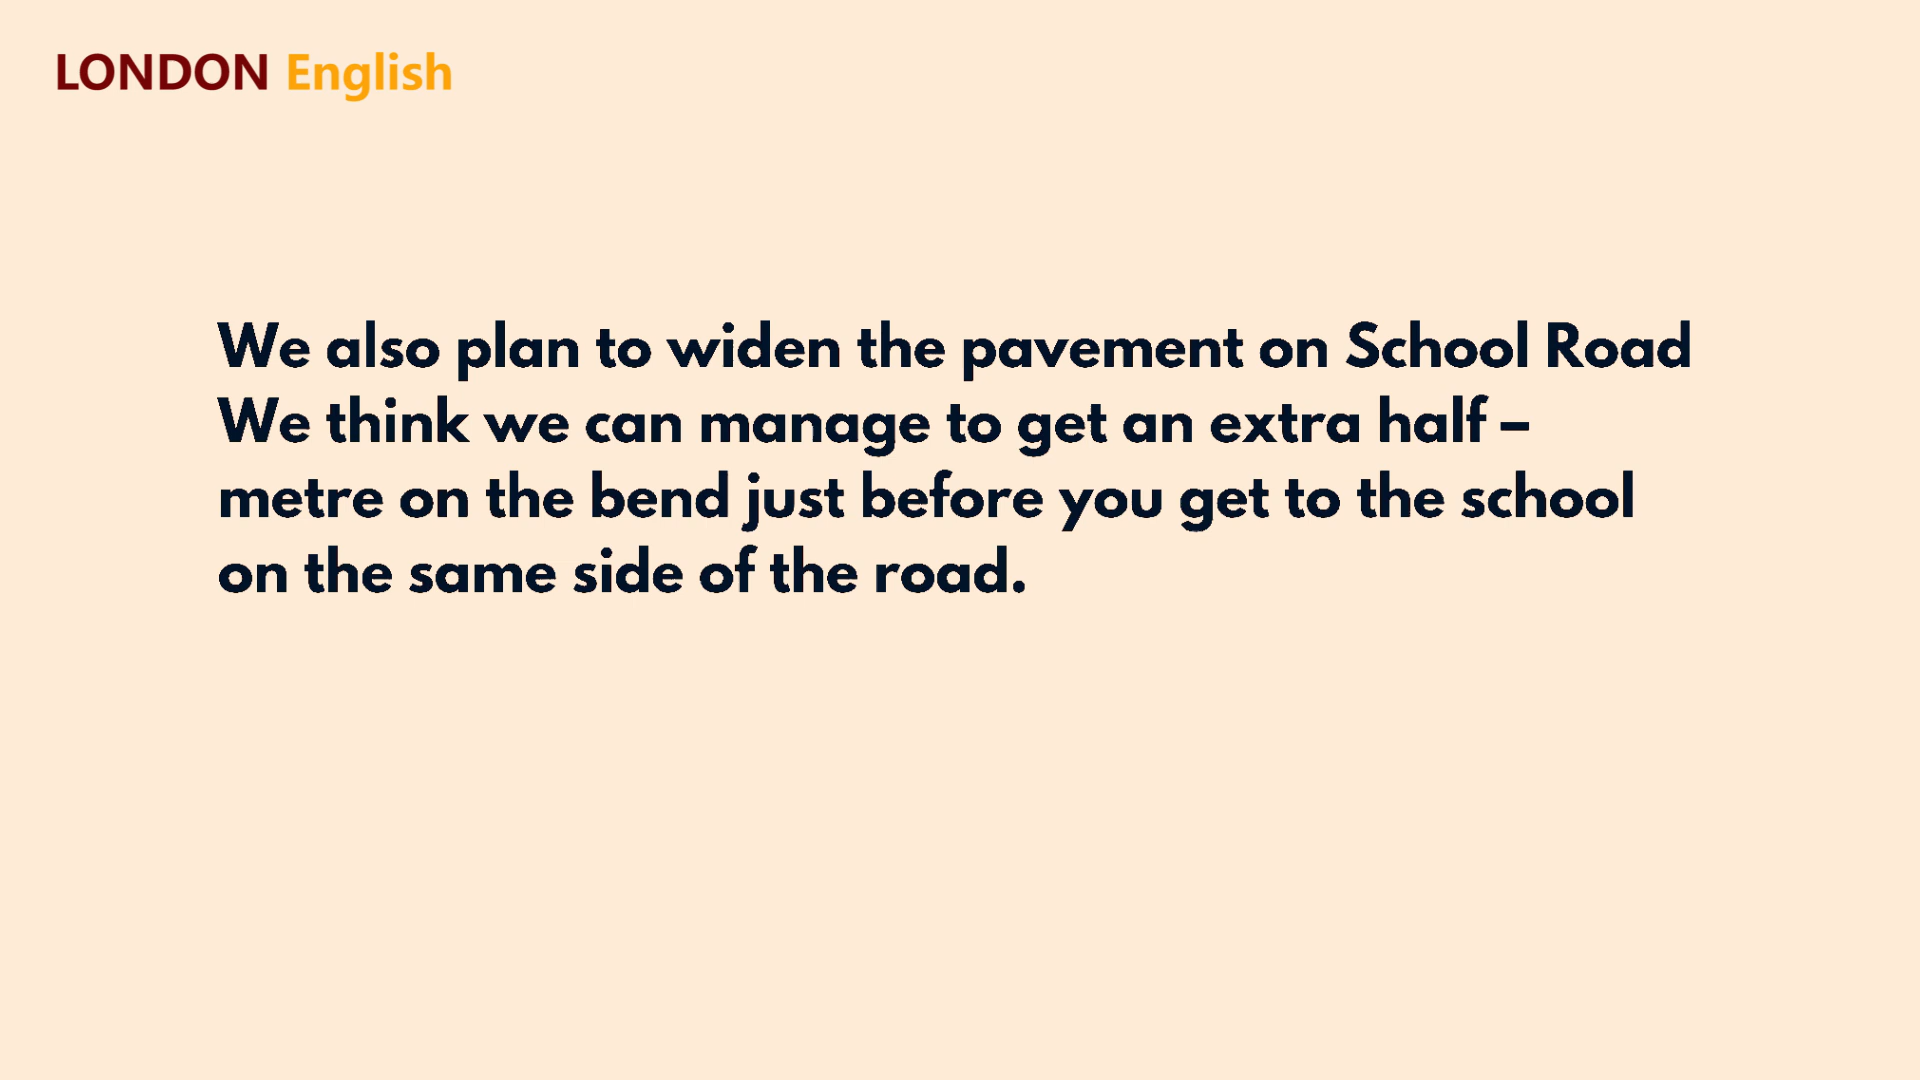 LONDON English
We also plan to widen the pavement on School Road
We think we can manage to get an extra half –
metre on the bend just before you get to the school
on the same side of the road.